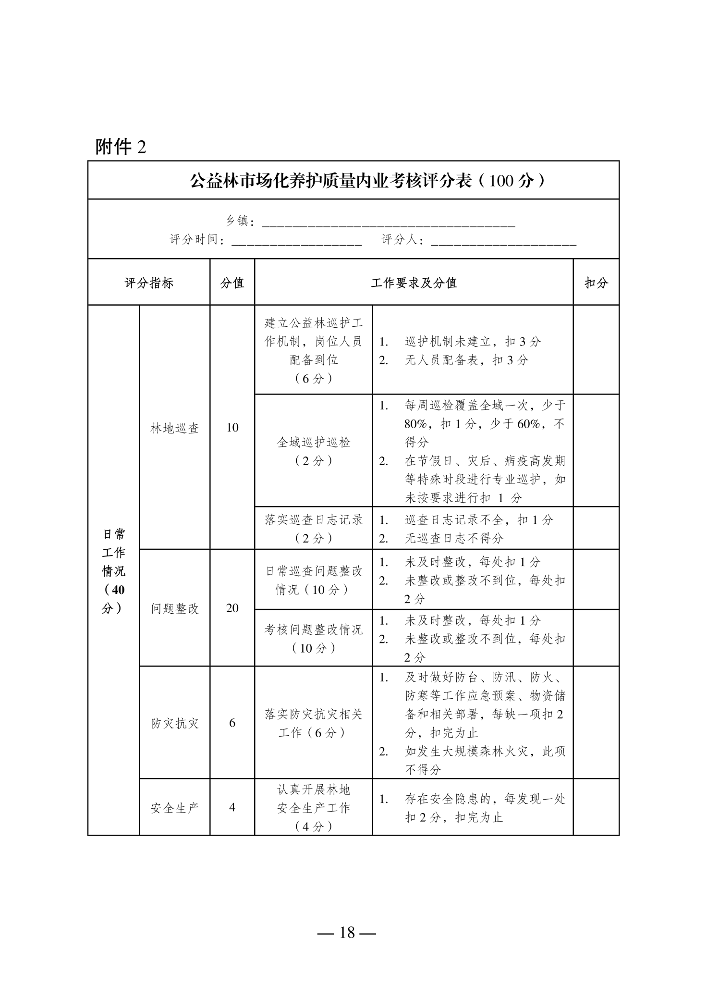 附件 2
公益林市场化养护质量内业考核评分表（100 分）
乡镇：_________________________________
评分时间：_________________ 评分人：___________________
评分指标 分值 工作要求及分值 扣分
日常
工作
情况
（40
分）
林地巡查
10
建立公益林巡护工
作机制，岗位人员
配备到位
（6 分）
1. 巡护机制未建立，扣 3 分
2. 无人员配备表，扣 3 分
全域巡护巡检
（2 分）
1. 每周巡检覆盖全域一次，少于
80%，扣 1 分，少于 60%，不
得分
2. 在节假日、灾后、病疫高发期
等特殊时段进行专业巡护，如
未按要求进行扣 1 分
落实巡查日志记录
（2 分）
1. 巡查日志记录不全，扣 1 分
2. 无巡查日志不得分
问题整改
20
日常巡查问题整改
情况（10 分）
1. 未及时整改，每处扣 1 分
2. 未整改或整改不到位，每处扣
2 分
考核问题整改情况
（10 分）
1. 未及时整改，每处扣 1 分
2. 未整改或整改不到位，每处扣
2 分
防灾抗灾
6
落实防灾抗灾相关
工作（6 分）
1. 及时做好防台、防汛、防火、
防寒等工作应急预案、物资储
备和相关部署，每缺一项扣 2
分，扣完为止
2. 如发生大规模森林火灾，此项
不得分
安全生产
4
认真开展林地
安全生产工作
（4 分）
1. 存在安全隐患的，每发现一处
扣 2 分，扣完为止
— 18 —